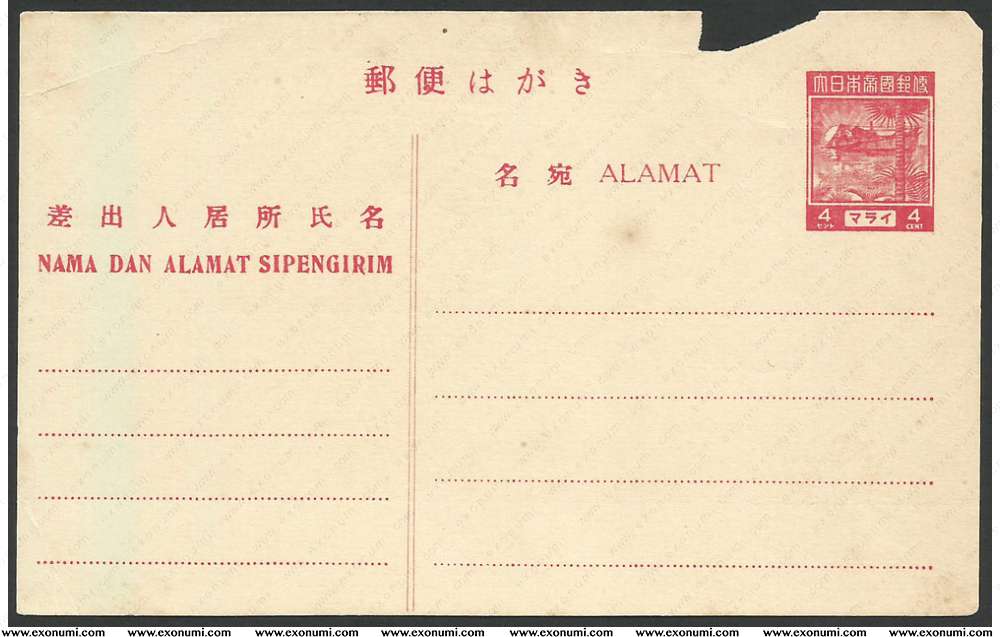 郵便はがき
大日本帝國郵便
名宛 ALAMAT
差出人居所氏名
NAMA DAN ALAMAT SIPENGIRIM
4 マライ 4
セント CENT
www.exonumi.com www.exonumi.com www.exonumi.com www.exonumi.com www.exonumi.com www.exonumi.com www.exonumi.com www.exonumi.com